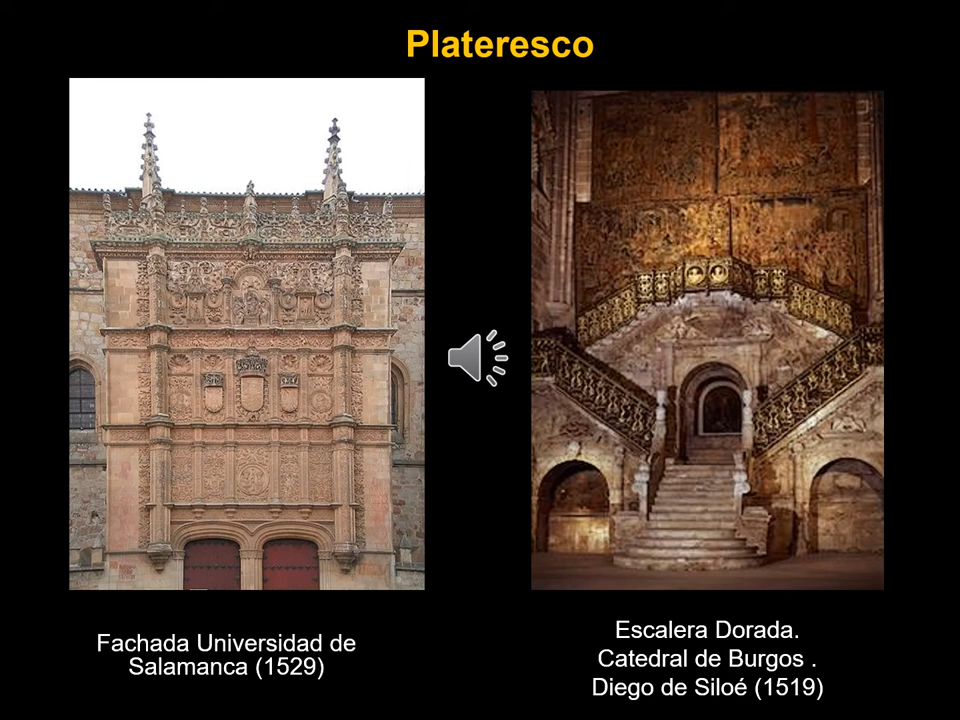 Plateresco
Fachada Universidad de
Salamanca (1529)
Escalera Dorada.
Catedral de Burgos .
Diego de Siloé (1519)